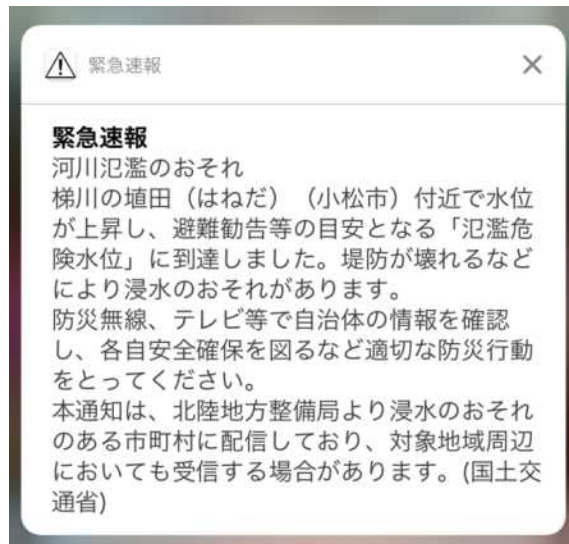 緊急速報
緊急速報
河川氾濫のおそれ
梯川の埴田（はねだ）（小松市）付近で水位
が上昇し、避難勧告等の目安となる「氾濫危
険水位」に到達しました。堤防が壊れるなど
により浸水のおそれがあります。
防災無線、テレビ等で自治体の情報を確認
し、各自安全確保を図るなど適切な防災行動
をとってください。
本通知は、北陸地方整備局より浸水のおそれ
のある市町村に配信しており、対象地域周辺
においても受信する場合があります。(国土交
通省)